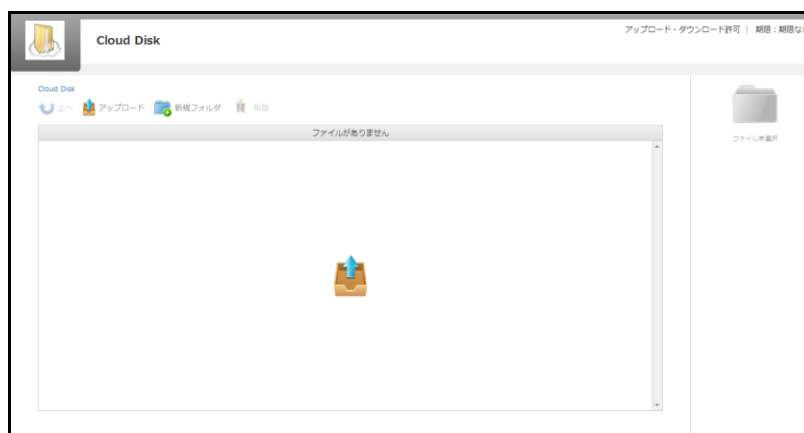 Cloud Disk
アップロード・ダウンロード許可 | 期限：期限な
Cloud Disk
上へ アップロード 新規フォルダ 削除
ファイルがありません
ファイル未選択